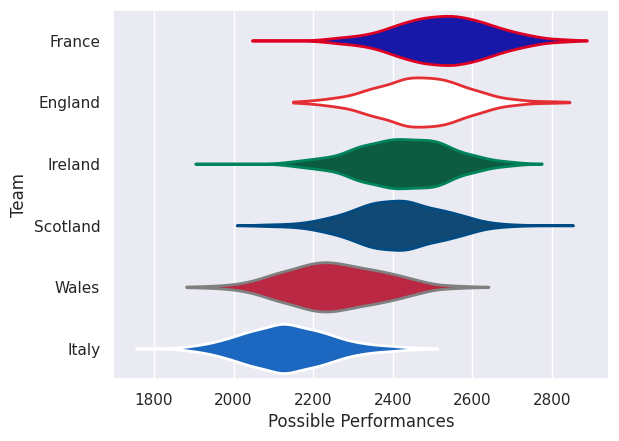 France
England
Ireland
Scotland
Wales
Italy
Team
1800 2000 2200 2400 2600 2800
Possible Performances